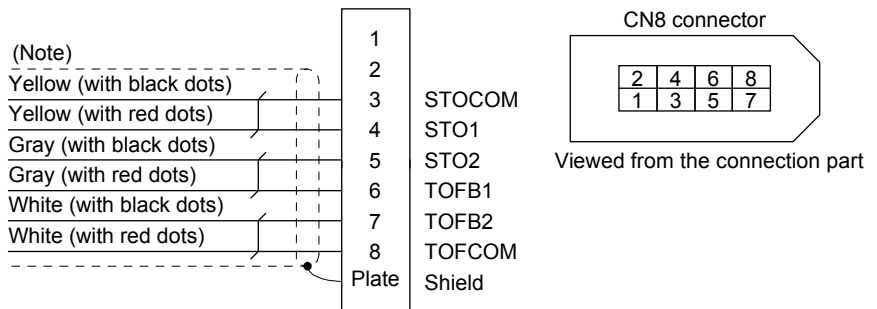 (Note)
Yellow (with black dots)
Yellow (with red dots)
Gray (with black dots)
Gray (with red dots)
White (with black dots)
White (with red dots)
1
2
3 STOCOM
4 STO1
5 STO2
6 TOFB1
7 TOFB2
8 TOFCOM
Plate Shield
CN8 connector
2 4 6 8
1 3 5 7
Viewed from the connection part